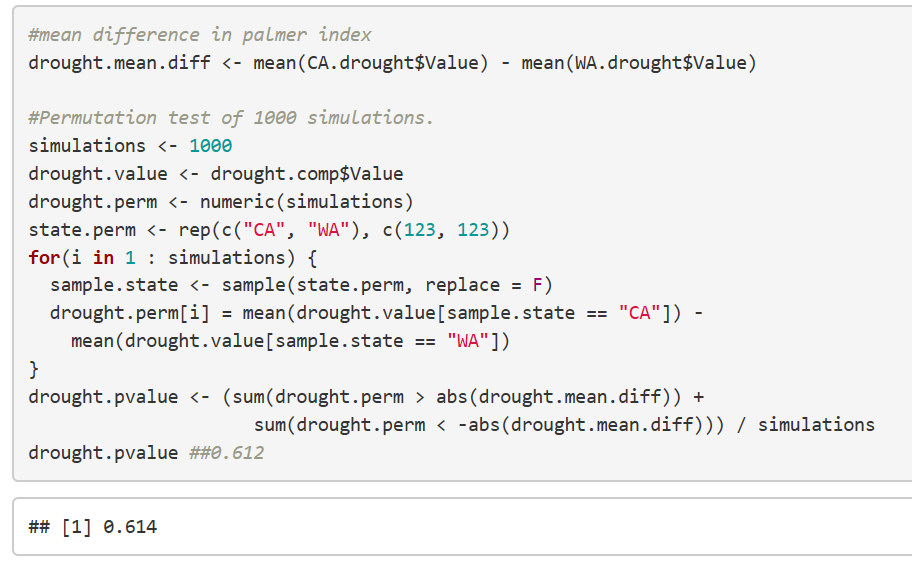 #mean difference in palmer index
drought.mean.diff <- mean(CA.drought$Value) - mean(WA.drought$Value)
#Permutation test of 1000 simulations.
simulations <- 1000
drought.value <- drought.comp$Value
drought.perm <- numeric(simulations)
state.perm <- rep(c("CA", "WA"), c(123, 123))
for(i in 1 : simulations) {
  sample.state <- sample(state.perm, replace = F)
  drought.perm[i] = mean(drought.value[sample.state == "CA"]) -
    mean(drought.value[sample.state == "WA"])
}
drought.pvalue <- (sum(drought.perm > abs(drought.mean.diff)) +
                     sum(drought.perm < -abs(drought.mean.diff))) / simulations
drought.pvalue ##0.612
## [1] 0.614